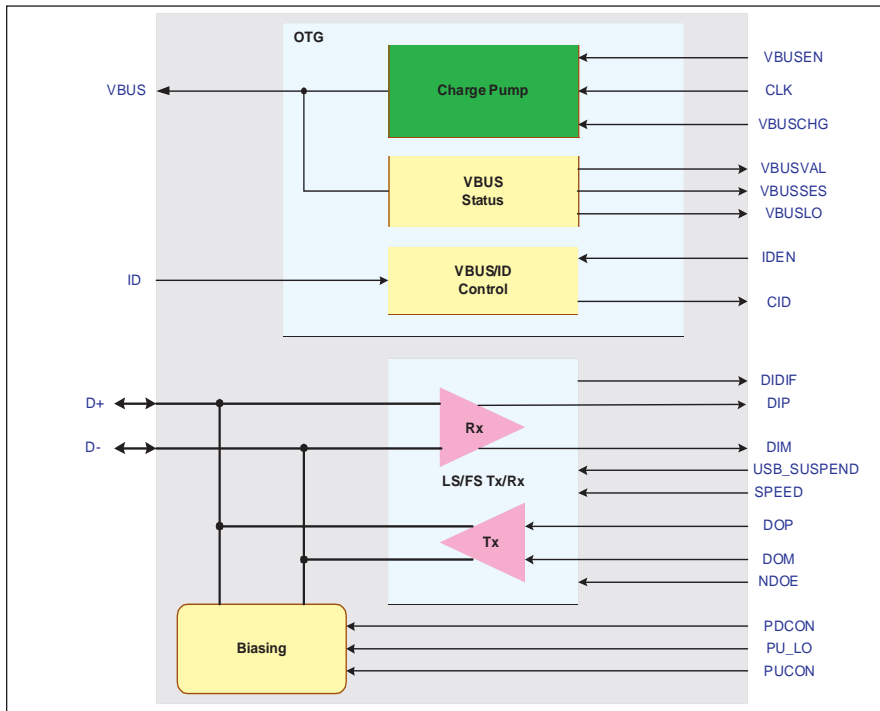 OTG
VBUSEN
Charge Pump
VBUS
CLK
VBUSCHG
VBUSVAL
VBUS
Status
VBUSSES
VBUSLO
IDEN
VBUS/ID
Control
ID
CID
DIDIF
D+
DIP
Rx
D-
DIM
USB_SUSPEND
LS/FS Tx/Rx
SPEED
DOP
Tx
DOM
NDOE
PDCON
Biasing
PU_LO
PUCON